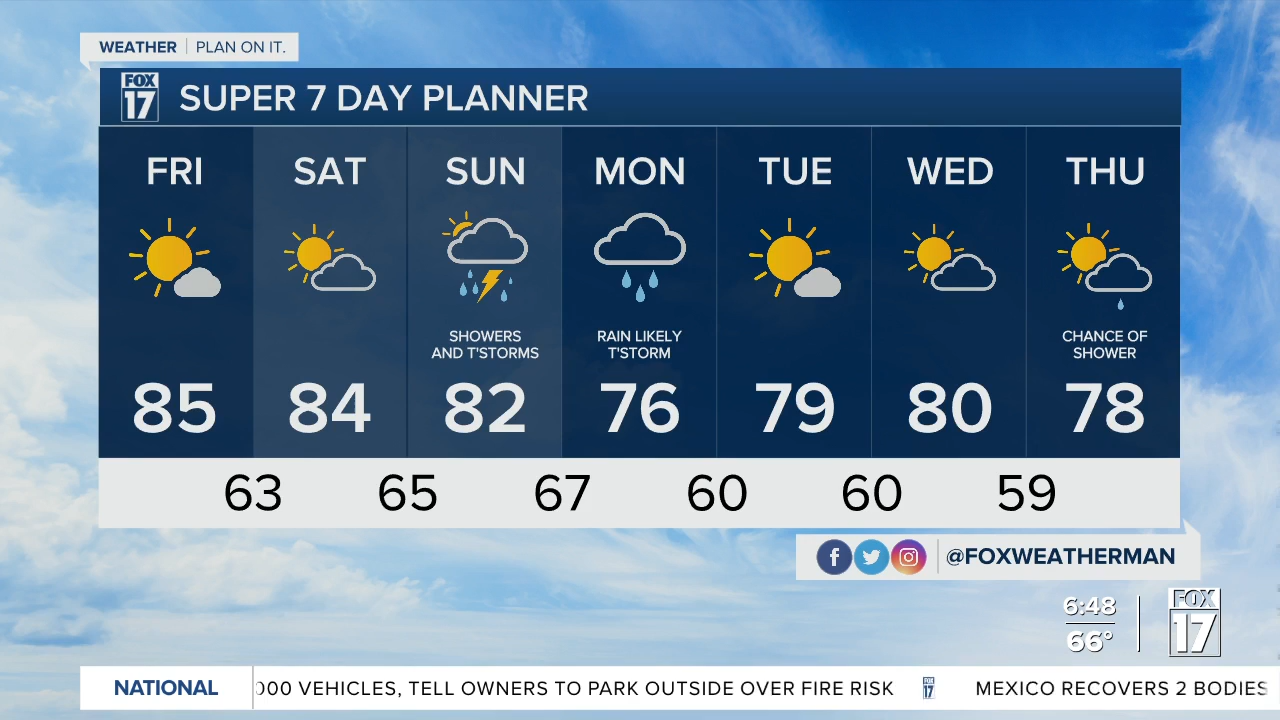 WEATHER | PLAN ON IT.
FOX 17 SUPER 7 DAY PLANNER
FRI SAT SUN MON TUE WED THU
SHOWERS AND T'STORMS
RAIN LIKELY T'STORM
CHANCE OF SHOWER
85 84 82 76 79 80 78
63 65 67 60 60 59
@FOXWEATHERMAN
6:48
66°
FOX 17
NATIONAL 000 VEHICLES, TELL OWNERS TO PARK OUTSIDE OVER FIRE RISK FOX 17 MEXICO RECOVERS 2 BODIES